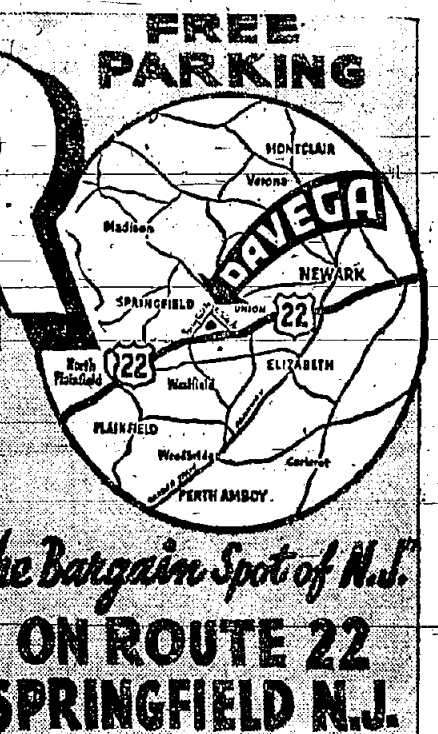 FREE
PARKING
MONTCLAIR
Verona
DAVEGA
Madison
NEWARK
SPRINGFIELD
UNION
22
22
North
Plainfield
ELIZABETH
Westfield
PLAINFIELD
Woodbridge
Carteret
PERTH AMBOY
he Bargain Spot of N.J."
ON ROUTE 22
SPRINGFIELD N.J.